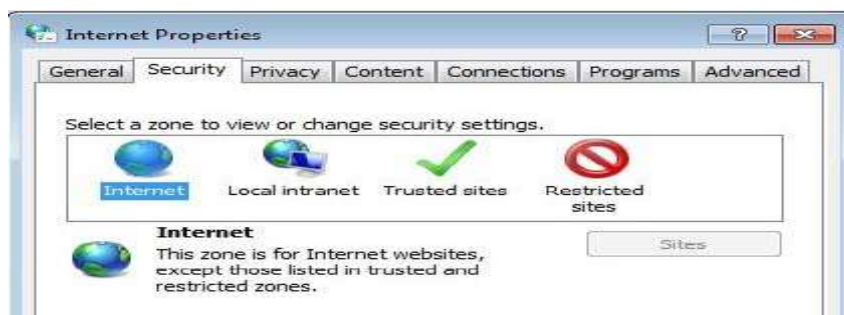 Internet Properties
General Security Privacy Content Connections Programs Advanced
Select a zone to view or change security settings.
Internet Local intranet Trusted sites Restricted sites
Internet
Sites
This zone is for Internet websites,
except those listed in trusted and
restricted zones.